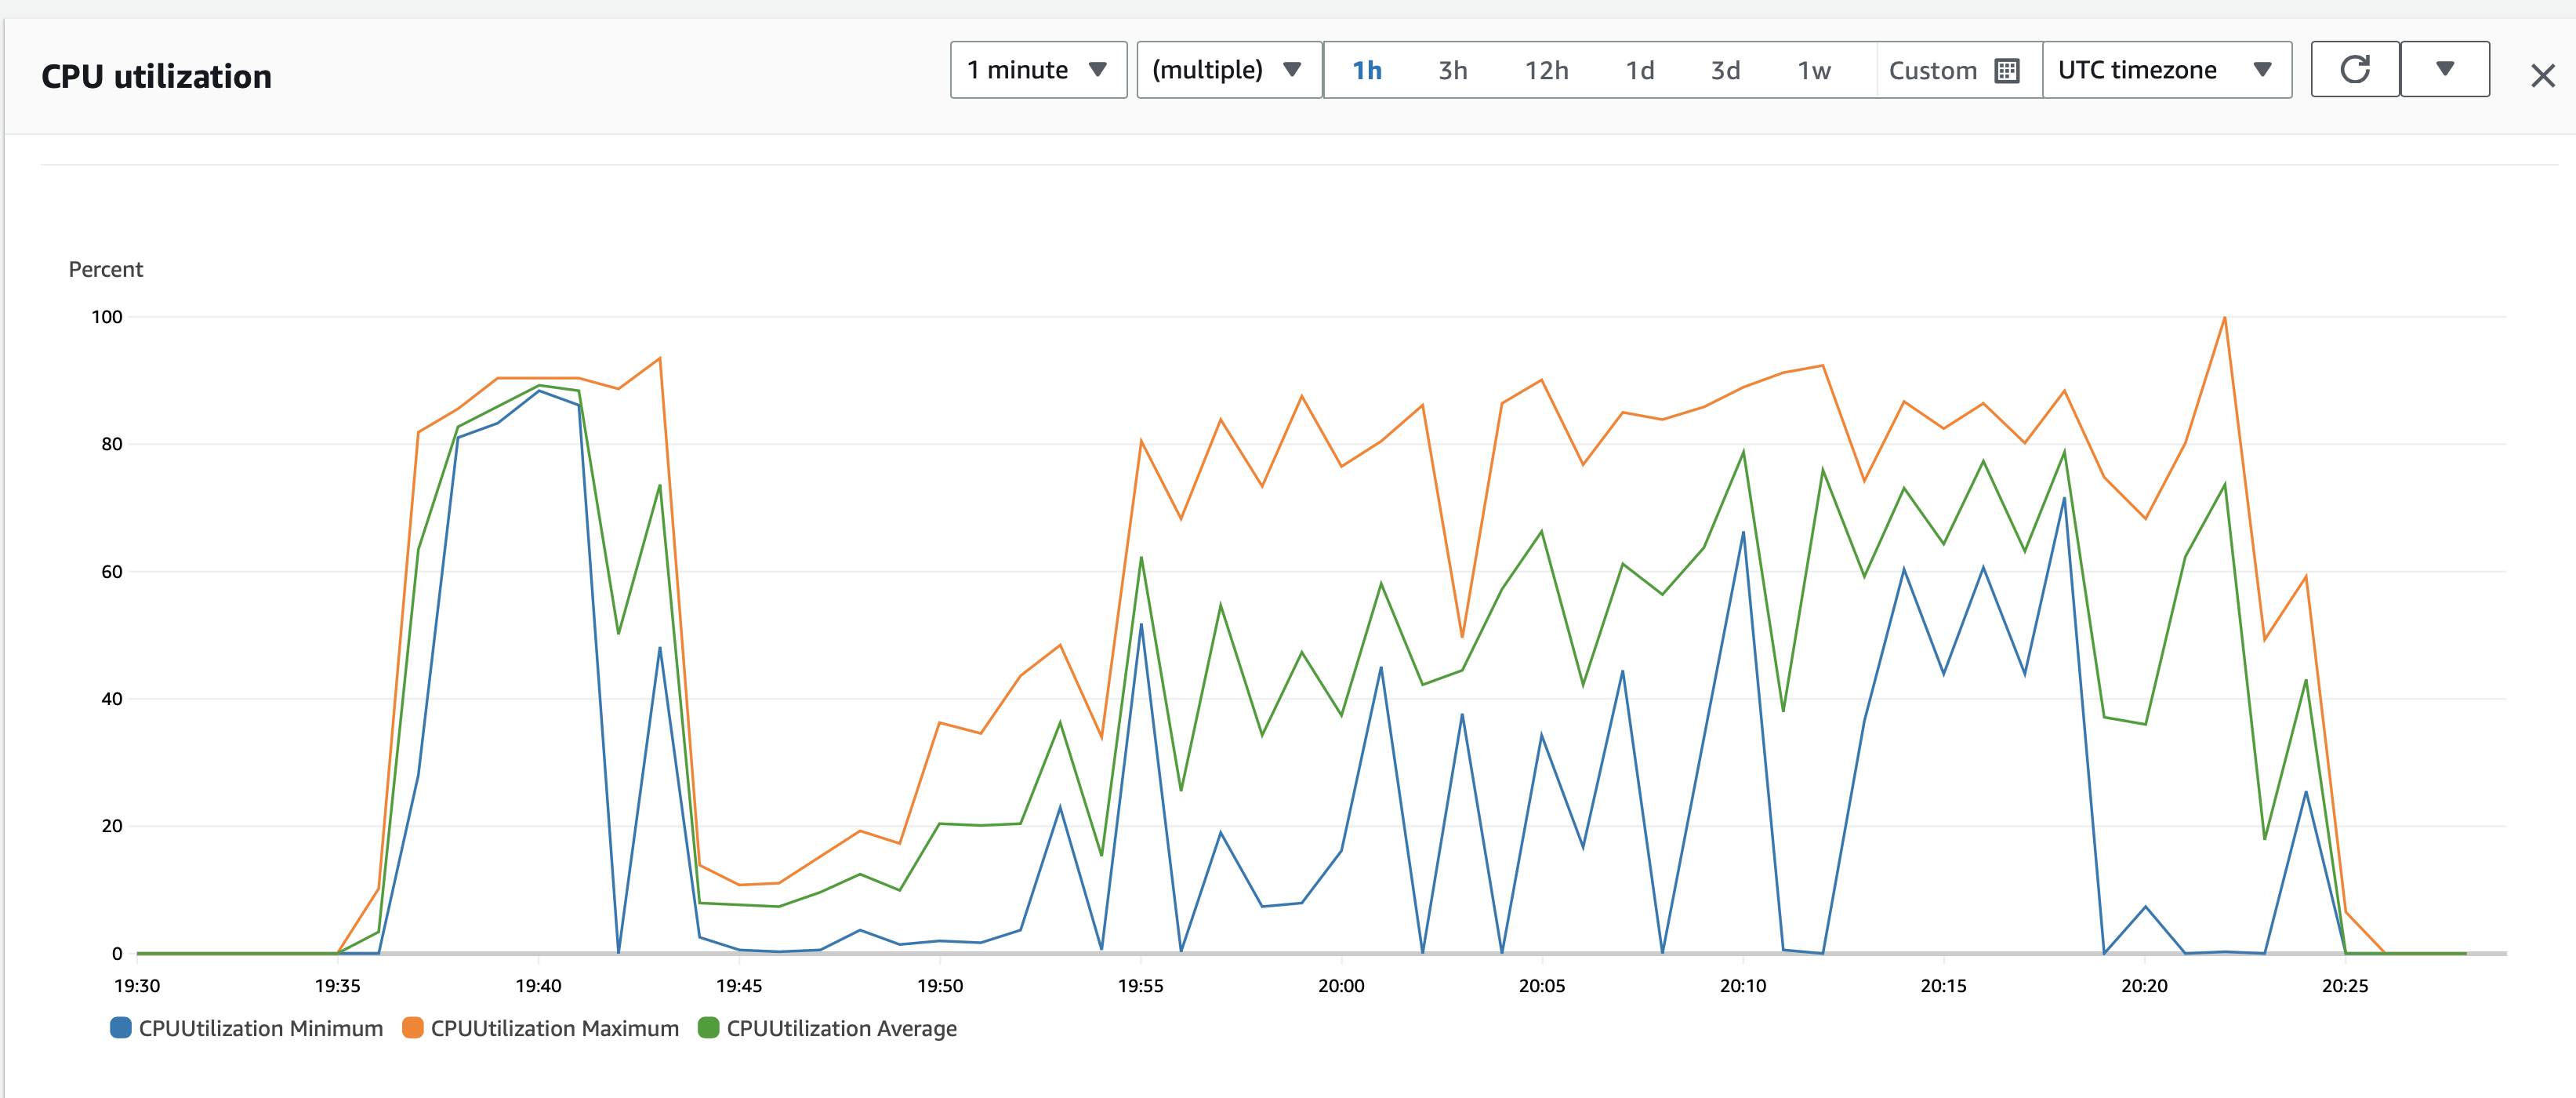 CPU utilization
1 minute (multiple) 1h 3h 12h 1d 3d 1w Custom UTC timezone
Percent
100
80
60
40
20
0
19:30 19:35 19:40 19:45 19:50 19:55 20:00 20:05 20:10 20:15 20:20 20:25
CPUUtilization Minimum CPUUtilization Maximum CPUUtilization Average